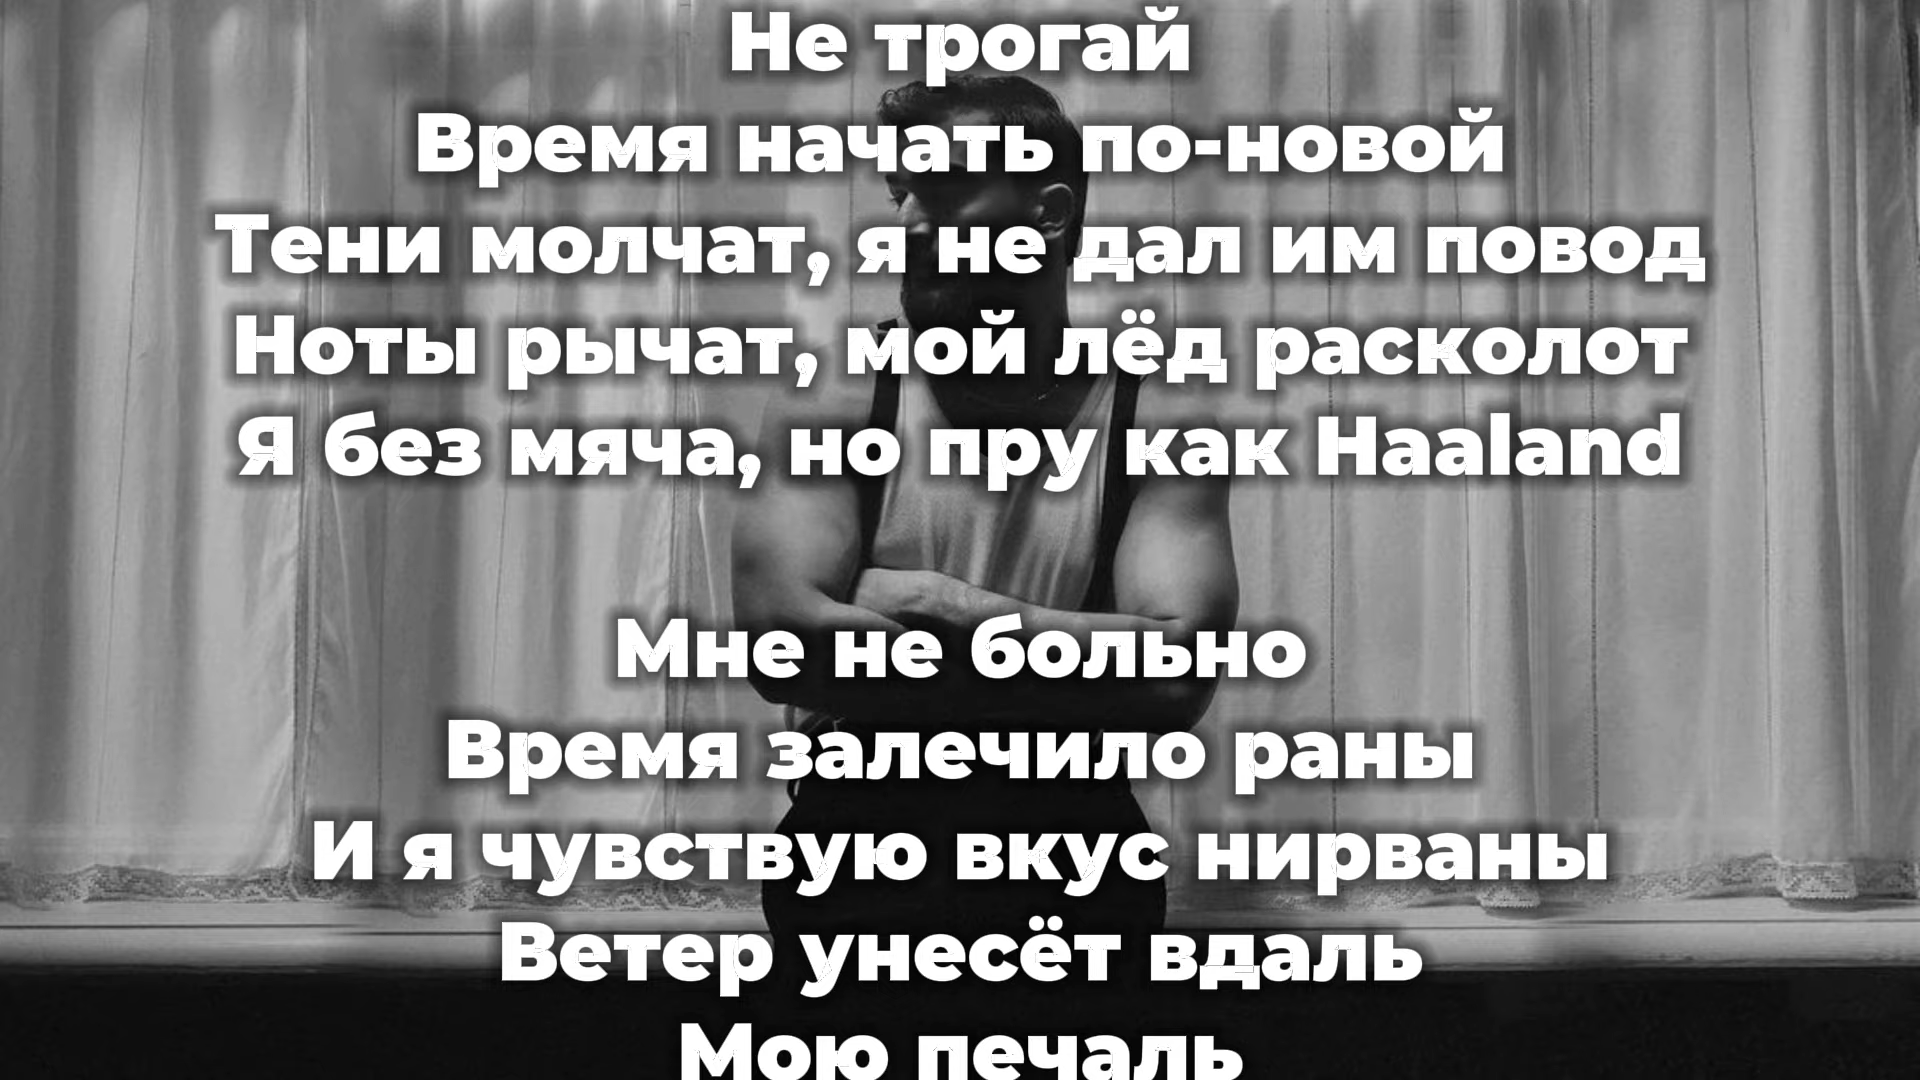 Не трогай
Время начать по-новой
Тени молчат, я не дал им повод
Ноты рычат, мой лёд расколот
Я без мяча, но пру как Haaland
Мне не больно
Время залечило раны
И я чувствую вкус нирваны
Ветер унесёт вдаль
Мою печаль